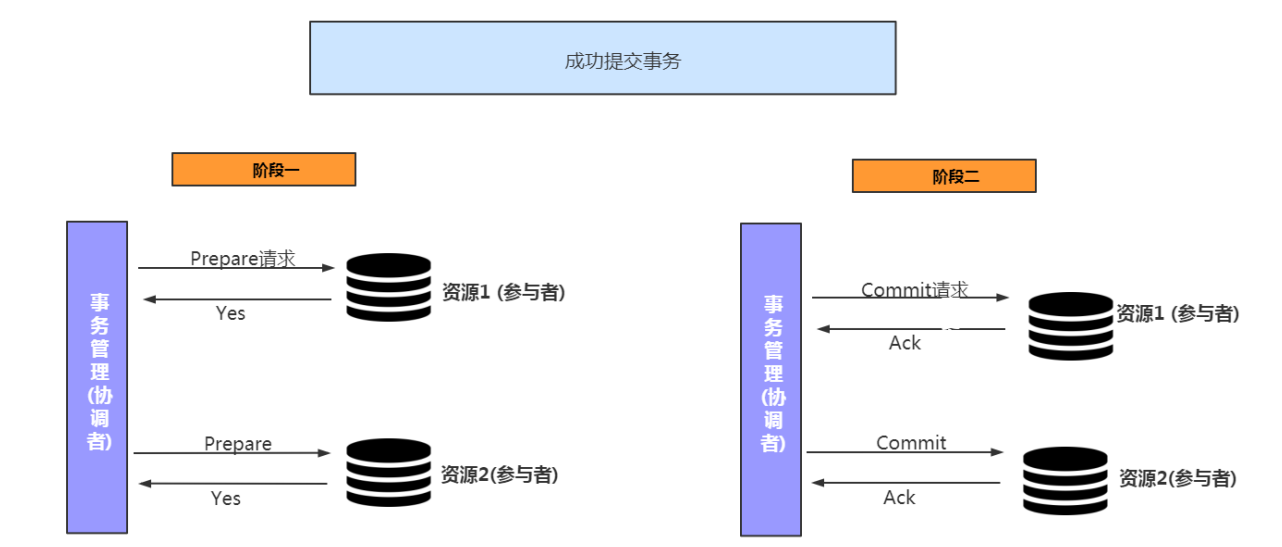 成功提交事务
阶段一
阶段二
事务管理(协调者)
Prepare请求
Yes
资源1 (参与者)
Prepare
Yes
资源2(参与者)
事务管理(协调者)
Commit请求
Ack
资源1 (参与者)
Commit
Ack
资源2(参与者)